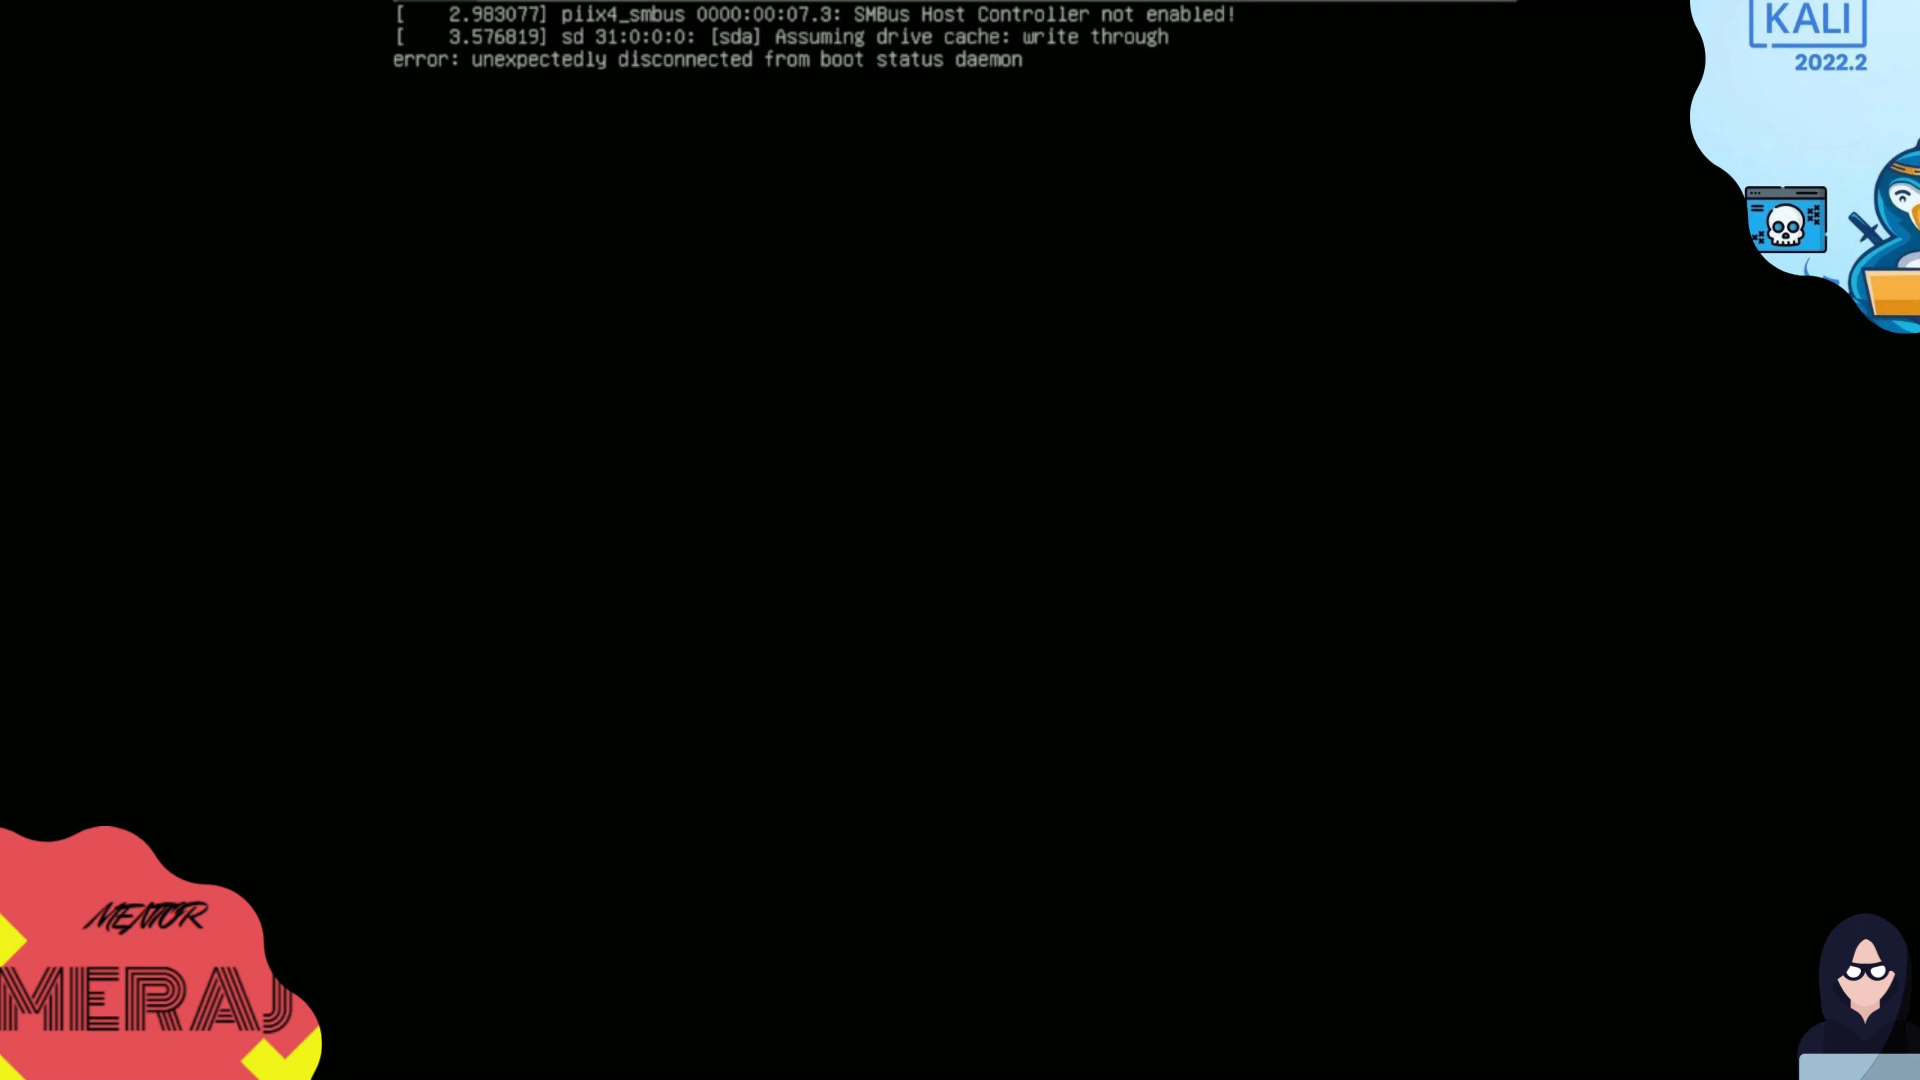 [    2.983077] piix4_smbus 0000:00:07.3: SMBus Host Controller not enabled!
[    3.576819] sd 31:0:0:0: [sda] Assuming drive cache: write through
error: unexpectedly disconnected from boot status daemon
KALI
2022.2
MENTOR
MERAJ